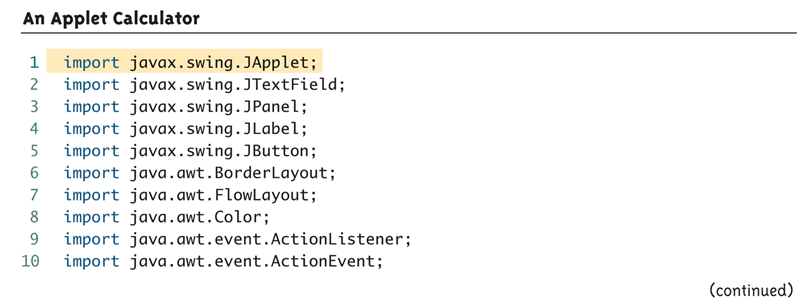 An Applet Calculator
1 import javax.swing.JApplet;
2 import javax.swing.JTextField;
3 import javax.swing.JPanel;
4 import javax.swing.JLabel;
5 import javax.swing.JButton;
6 import java.awt.BorderLayout;
7 import java.awt.FlowLayout;
8 import java.awt.Color;
9 import java.awt.event.ActionListener;
10 import java.awt.event.ActionEvent;
(continued)